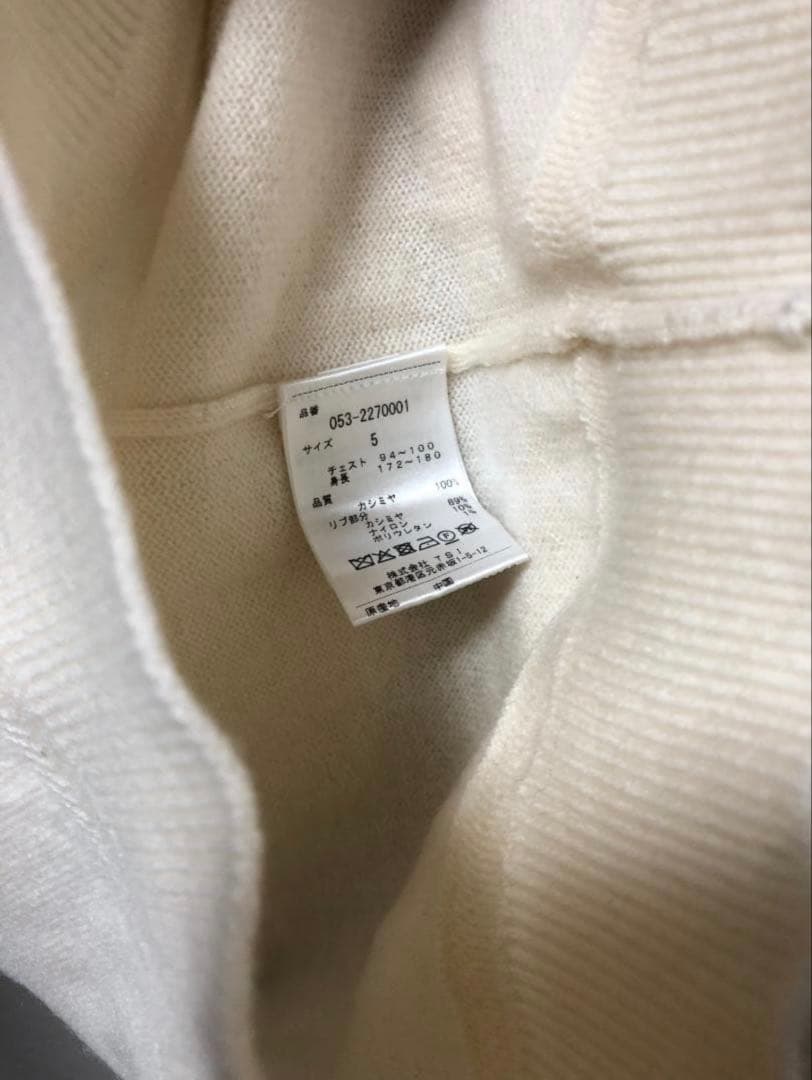 品番 053-2270001
サイズ 5
チェスト 94～100
身長 172～180
品質 カシミヤ 100%
リブ部分 カシミヤ 89%
ナイロン 10%
ポリウレタン 1%
F
株式会社 TSI
東京都港区元赤坂1-5-12
原産地 中国